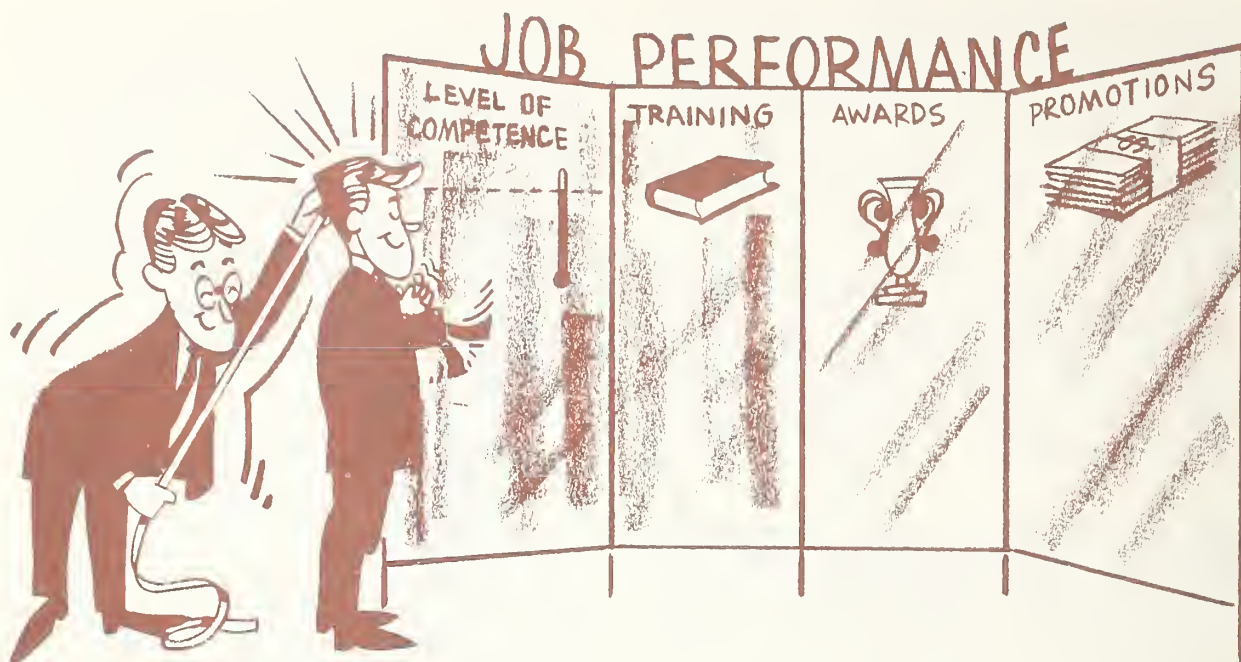 JOB PERFORMANCE
LEVEL OF
COMPETENCE
TRAINING
AWARDS
PROMOTIONS
$